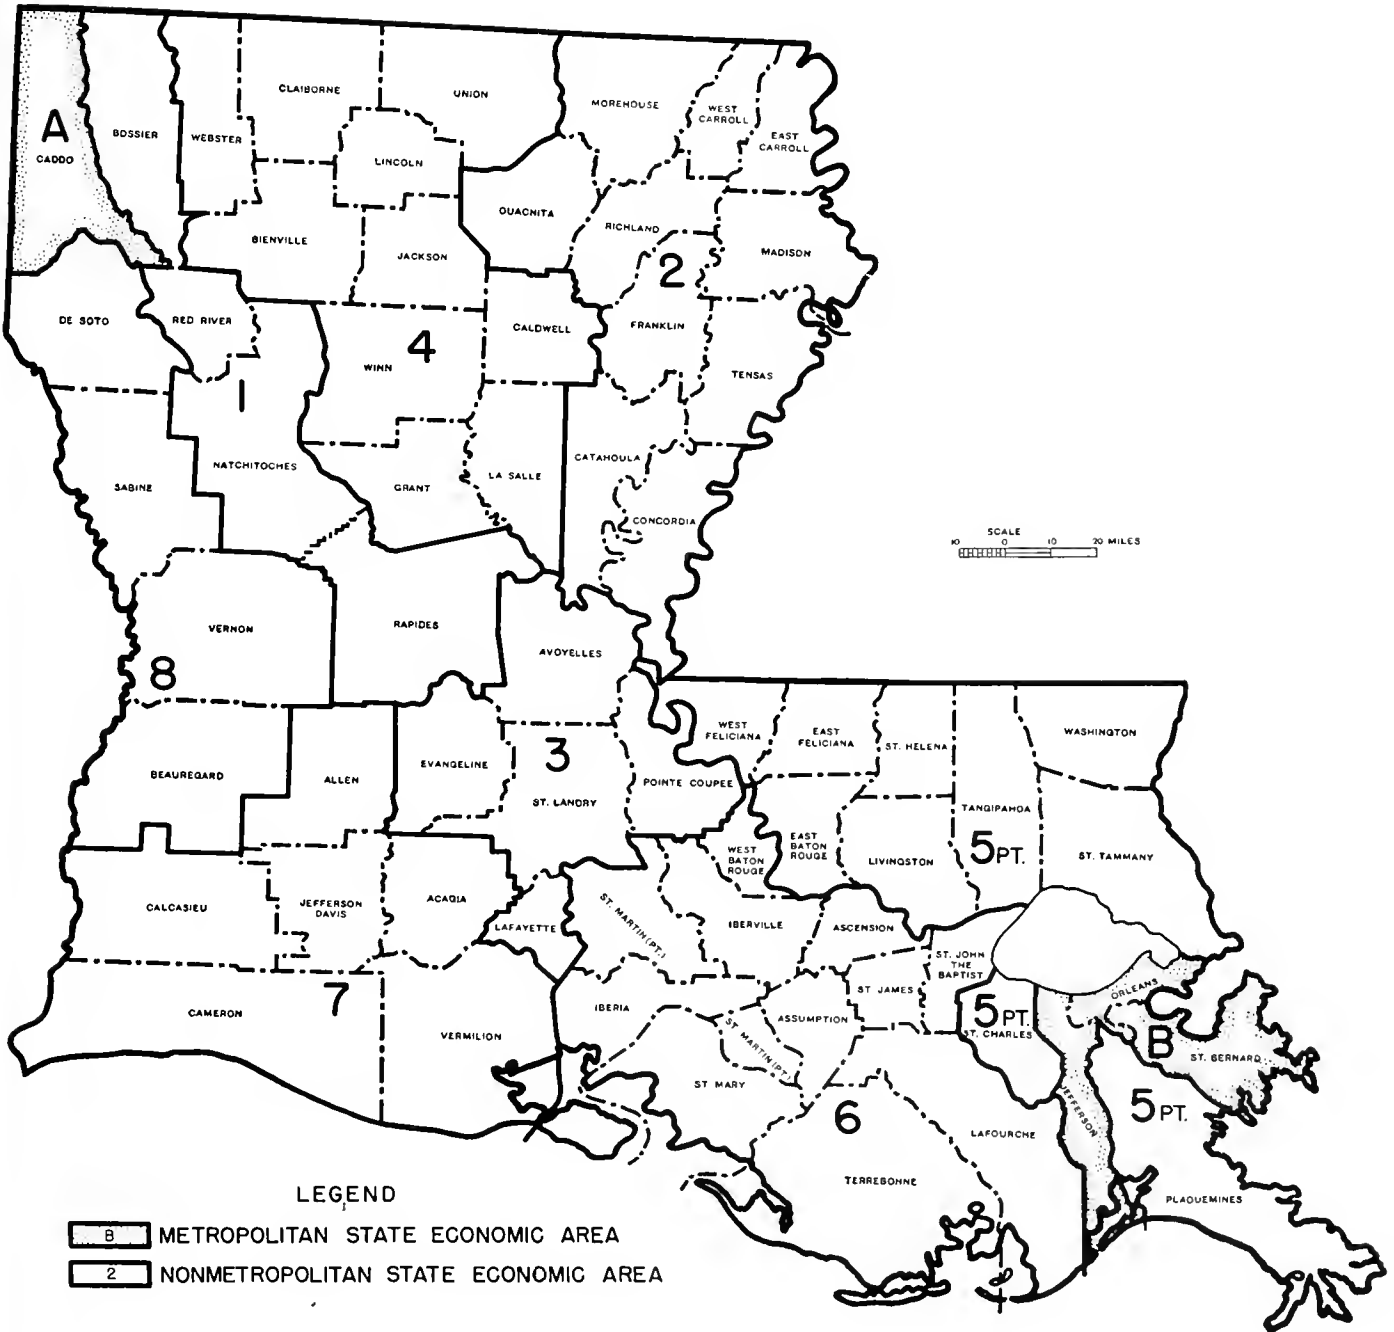 CLAIBORNE
UNION
MOREHOUSE
WEST
CARROLL
EAST
CARROLL
A
CADDO
BOSSIER
WEBSTER
LINCOLN
OUACHITA
RICHLAND
BIENVILLE
JACKSON
2
MADISON
DE SOTO
RED RIVER
CALDWELL
FRANKLIN
4
WINN
TENSAS
1
NATCHITOCHES
SABINE
GRANT
LA SALLE
CATAHOULA
CONCORDIA
SCALE
10 0 10 20 MILES
VERNON
RAPIDES
AVOYELLES
8
WEST
FELICIANA
EAST
FELICIANA
ST. HELENA
WASHINGTON
BEAUREGARD
ALLEN
EVANGELINE
3
ST. LANDRY
POINTE COUPEE
TANGIPAHOA
5 PT.
WEST
BATON
ROUGE
EAST
BATON
ROUGE
LIVINGSTON
ST. TAMMANY
CALCASIEU
JEFFERSON
DAVIS
ACADIA
LAFAYETTE
ST. MARTIN (PT.)
IBERVILLE
ASCENSION
ST. JOHN
THE
BAPTIST
7
CAMERON
VERMILION
IBERIA
ST. MARTIN (PT.)
ASSUMPTION
ST. JAMES
5 PT.
ST. CHARLES
ORLEANS
B
ST. BERNARD
ST MARY
6
LAFOURCHE
JEFFERSON
5 PT.
TERREBONNE
PLAQUEMINES
LEGEND
B METROPOLITAN STATE ECONOMIC AREA
2 NONMETROPOLITAN STATE ECONOMIC AREA